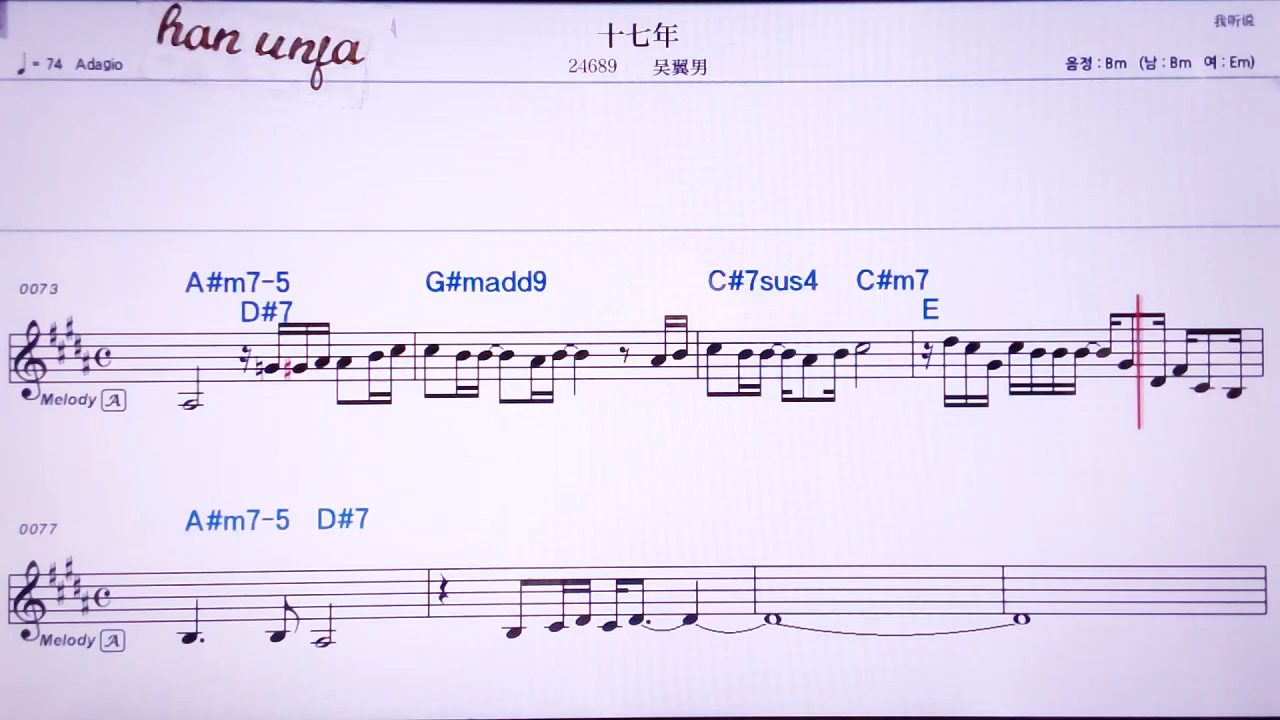 han unfa
十七年
我听说
♩= 74 Adagio
24689 吴翼男
음정 : Bm (남 : Bm 여 : Em)
0073
A#m7-5 G#madd9 C#7sus4 C#m7
D#7 E
Melody A
0077
A#m7-5 D#7
Melody A